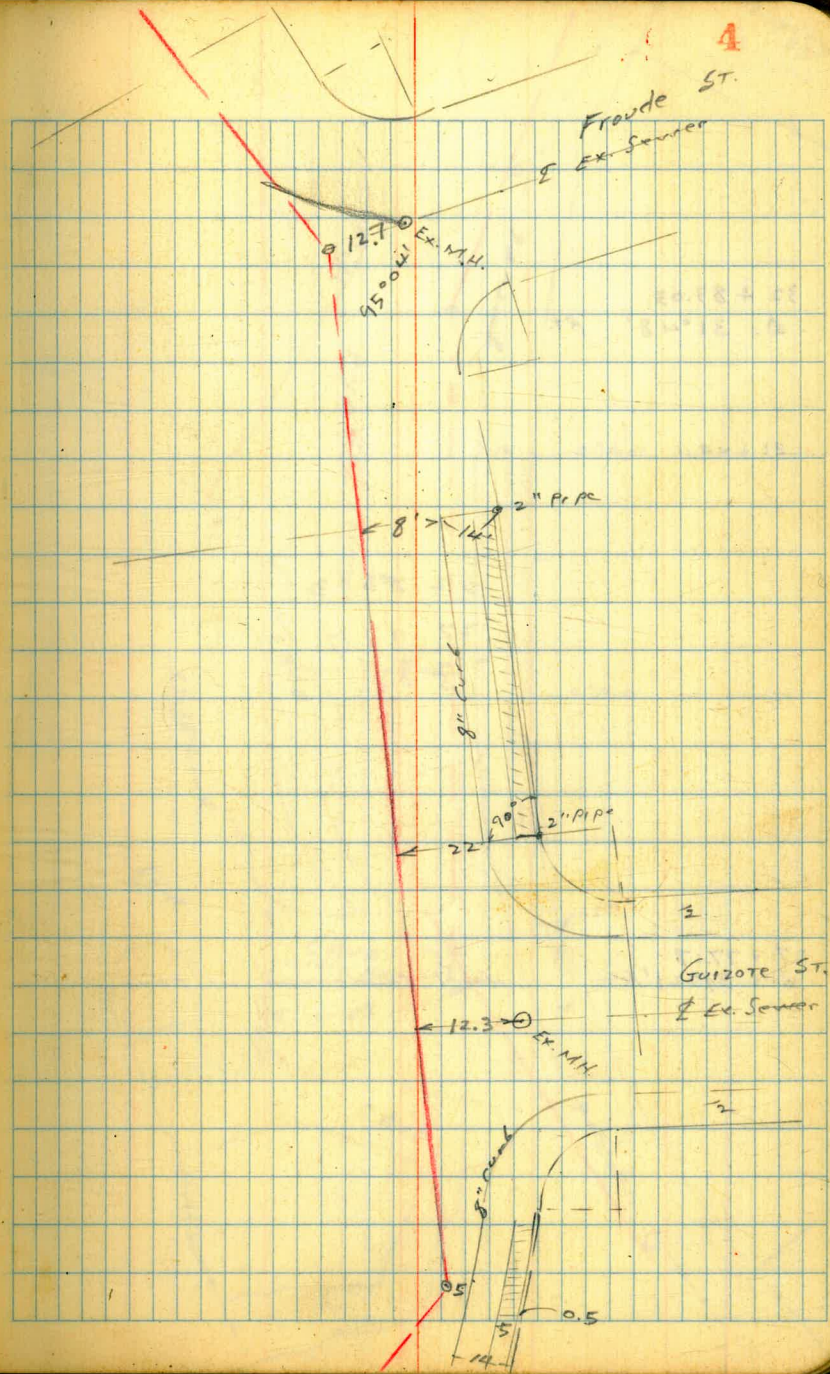 4
Froude ST.
℄ Ex. Sewer
12.7
Ex. M.H.
95°04'
8'
14'
2" Pipe
8" Curb
90°
2" Pipe
22
Guizote ST.
℄ Ex. Sewer
12.3
Ex. M.H.
8" Curb
5
0.5
5
14